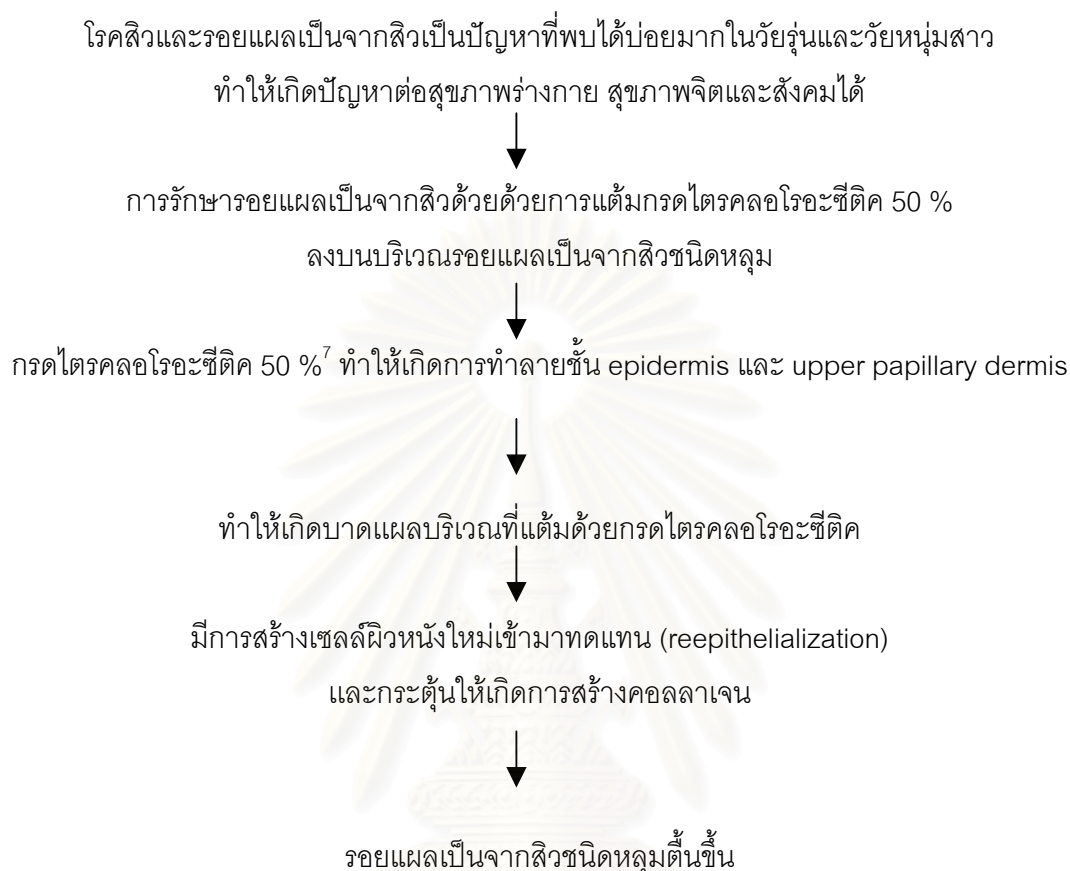 โรคสิวและรอยแผลเป็นจากสิวเป็นปัญหาที่พบได้บ่อยมากในวัยรุ่นและวัยหนุ่มสาว
ทำให้เกิดปัญหาต่อสุขภาพร่างกาย สุขภาพจิตและสังคมได้
การรักษารอยแผลเป็นจากสิวด้วยด้วยการแต้มกรดไตรคลอโรอะซีติค 50 %
ลงบนบริเวณรอยแผลเป็นจากสิวชนิดหลุม
กรดไตรคลอโรอะซีติค 50 %⁷ ทำให้เกิดการทำลายชั้น epidermis และ upper papillary dermis
ทำให้เกิดบาดแผลบริเวณที่แต้มด้วยกรดไตรคลอโรอะซีติค
มีการสร้างเซลล์ผิวหนังใหม่เข้ามาทดแทน (reepithelialization)
และกระตุ้นให้เกิดการสร้างคอลลาเจน
รอยแผลเป็นจากสิวชนิดหลุมตื้นขึ้น